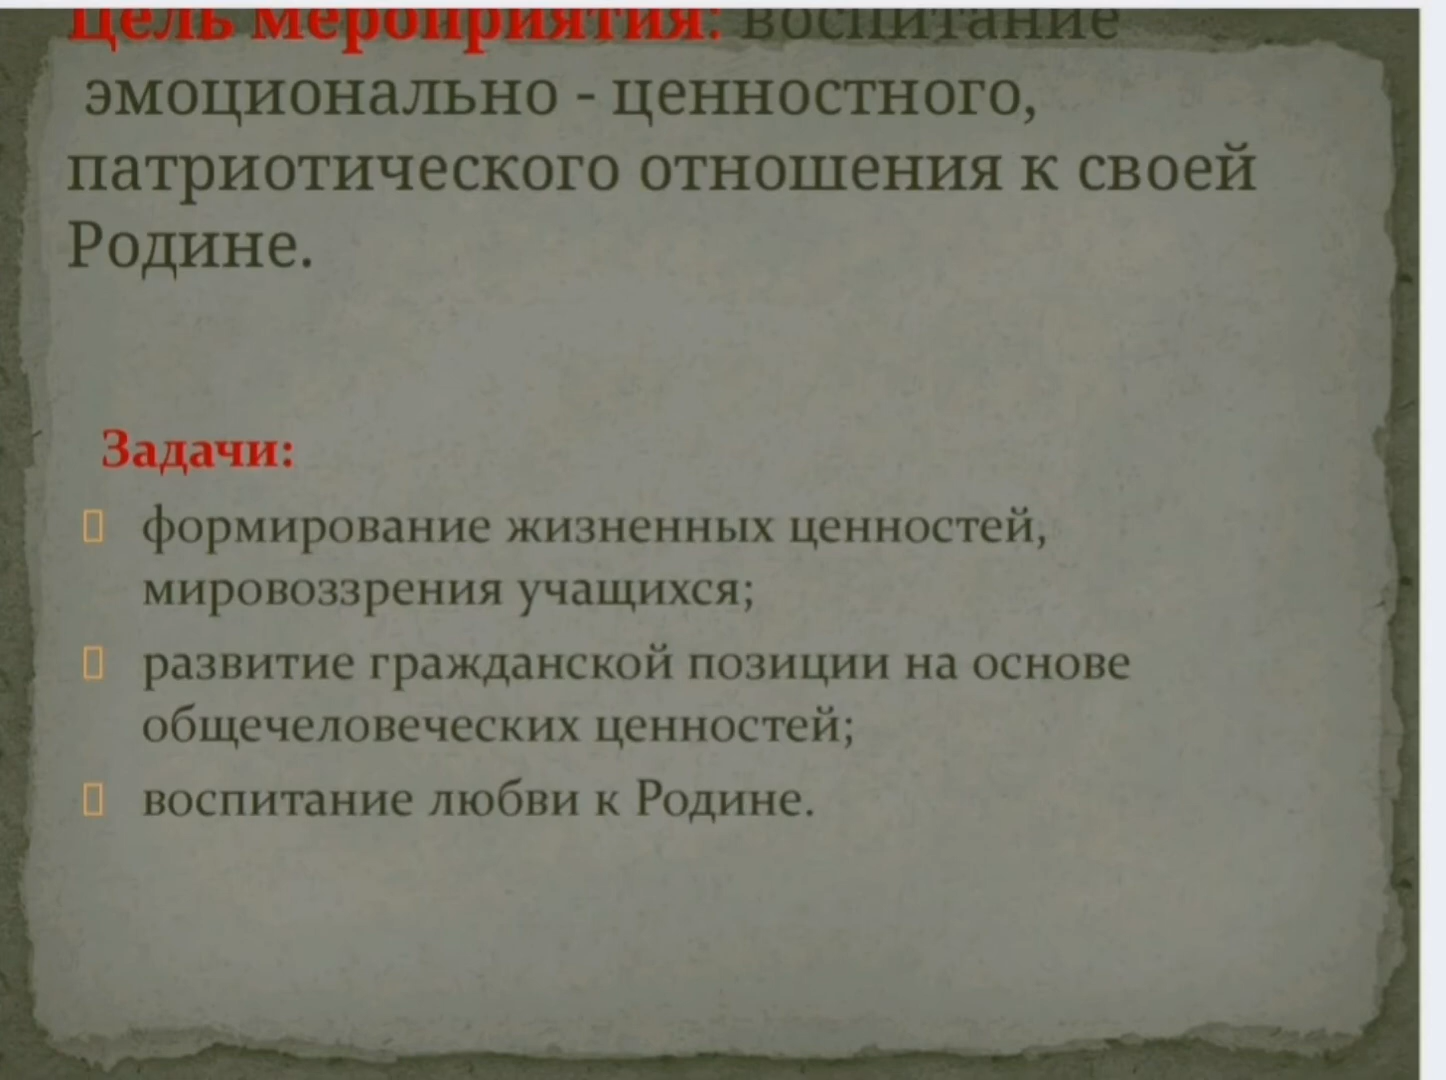 Цель мероприятия: воспитание
эмоционально - ценностного,
патриотического отношения к своей
Родине.
Задачи:
формирование жизненных ценностей,
мировоззрения учащихся;
развитие гражданской позиции на основе
общечеловеческих ценностей;
воспитание любви к Родине.